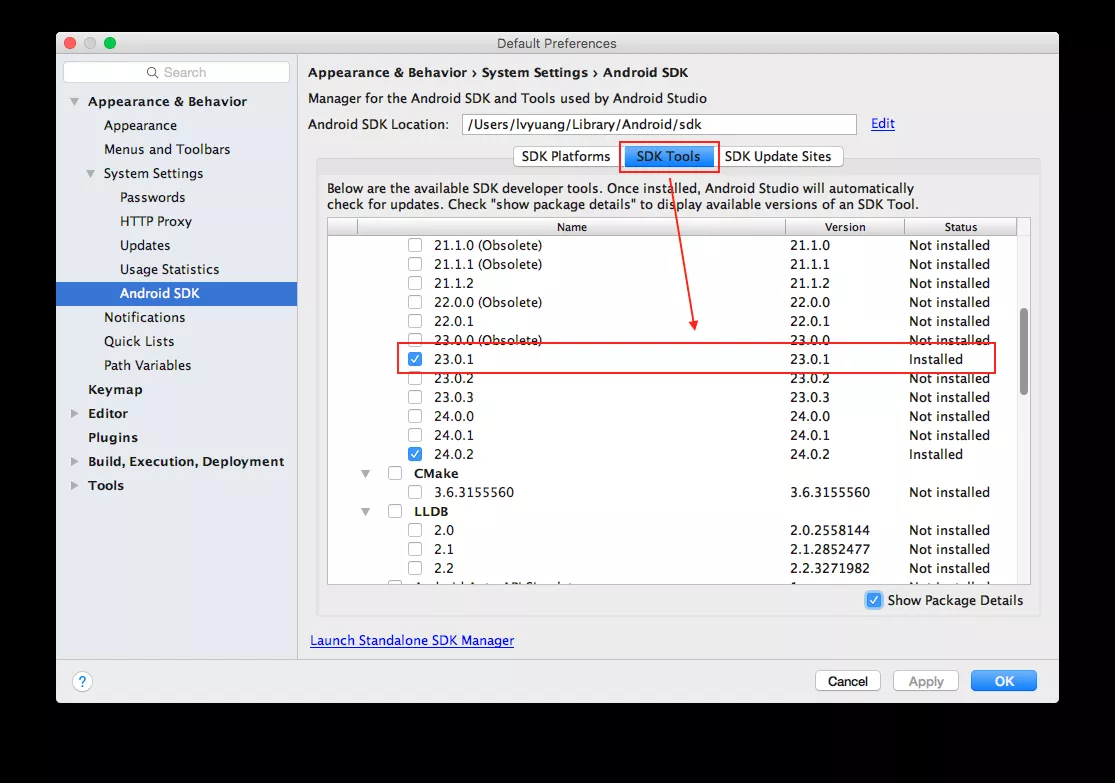 Default Preferences
Search
Appearance & Behavior
Appearance
Menus and Toolbars
System Settings
Passwords
HTTP Proxy
Updates
Usage Statistics
Android SDK
Notifications
Quick Lists
Path Variables
Keymap
Editor
Plugins
Build, Execution, Deployment
Tools
Appearance & Behavior › System Settings › Android SDK
Manager for the Android SDK and Tools used by Android Studio
Android SDK Location: /Users/lvyuang/Library/Android/sdk Edit
SDK Platforms SDK Tools SDK Update Sites
Below are the available SDK developer tools. Once installed, Android Studio will automatically
check for updates. Check "show package details" to display available versions of an SDK Tool.
Name Version Status
21.1.0 (Obsolete) 21.1.0 Not installed
21.1.1 (Obsolete) 21.1.1 Not installed
21.1.2 21.1.2 Not installed
22.0.0 (Obsolete) 22.0.0 Not installed
22.0.1 22.0.1 Not installed
23.0.0 (Obsolete) 23.0.0 Not installed
23.0.1 23.0.1 Installed
23.0.2 23.0.2 Not installed
23.0.3 23.0.3 Not installed
24.0.0 24.0.0 Not installed
24.0.1 24.0.1 Not installed
24.0.2 24.0.2 Installed
CMake
3.6.3155560 3.6.3155560 Not installed
LLDB
2.0 2.0.2558144 Not installed
2.1 2.1.2852477 Not installed
2.2 2.2.3271982 Not installed
Show Package Details
Launch Standalone SDK Manager
? Cancel Apply OK